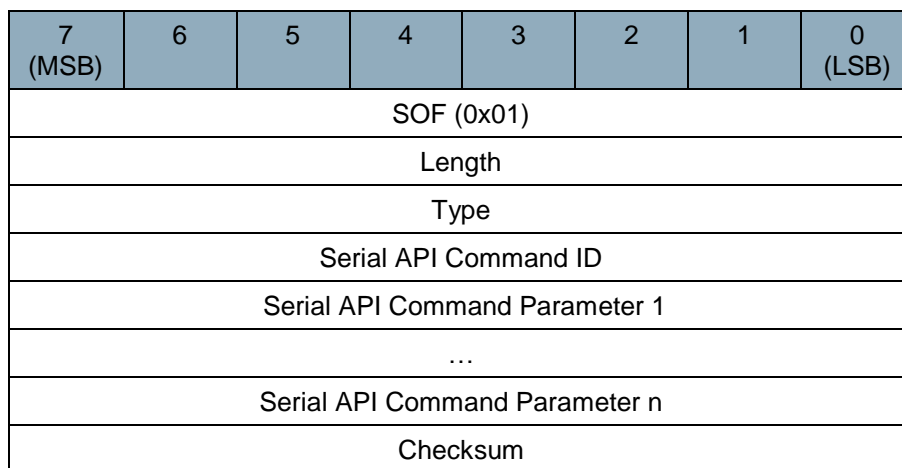 7 6 5 4 3 2 1 0
(MSB) (LSB)
SOF (0x01)
Length
Type
Serial API Command ID
Serial API Command Parameter 1
…
Serial API Command Parameter n
Checksum